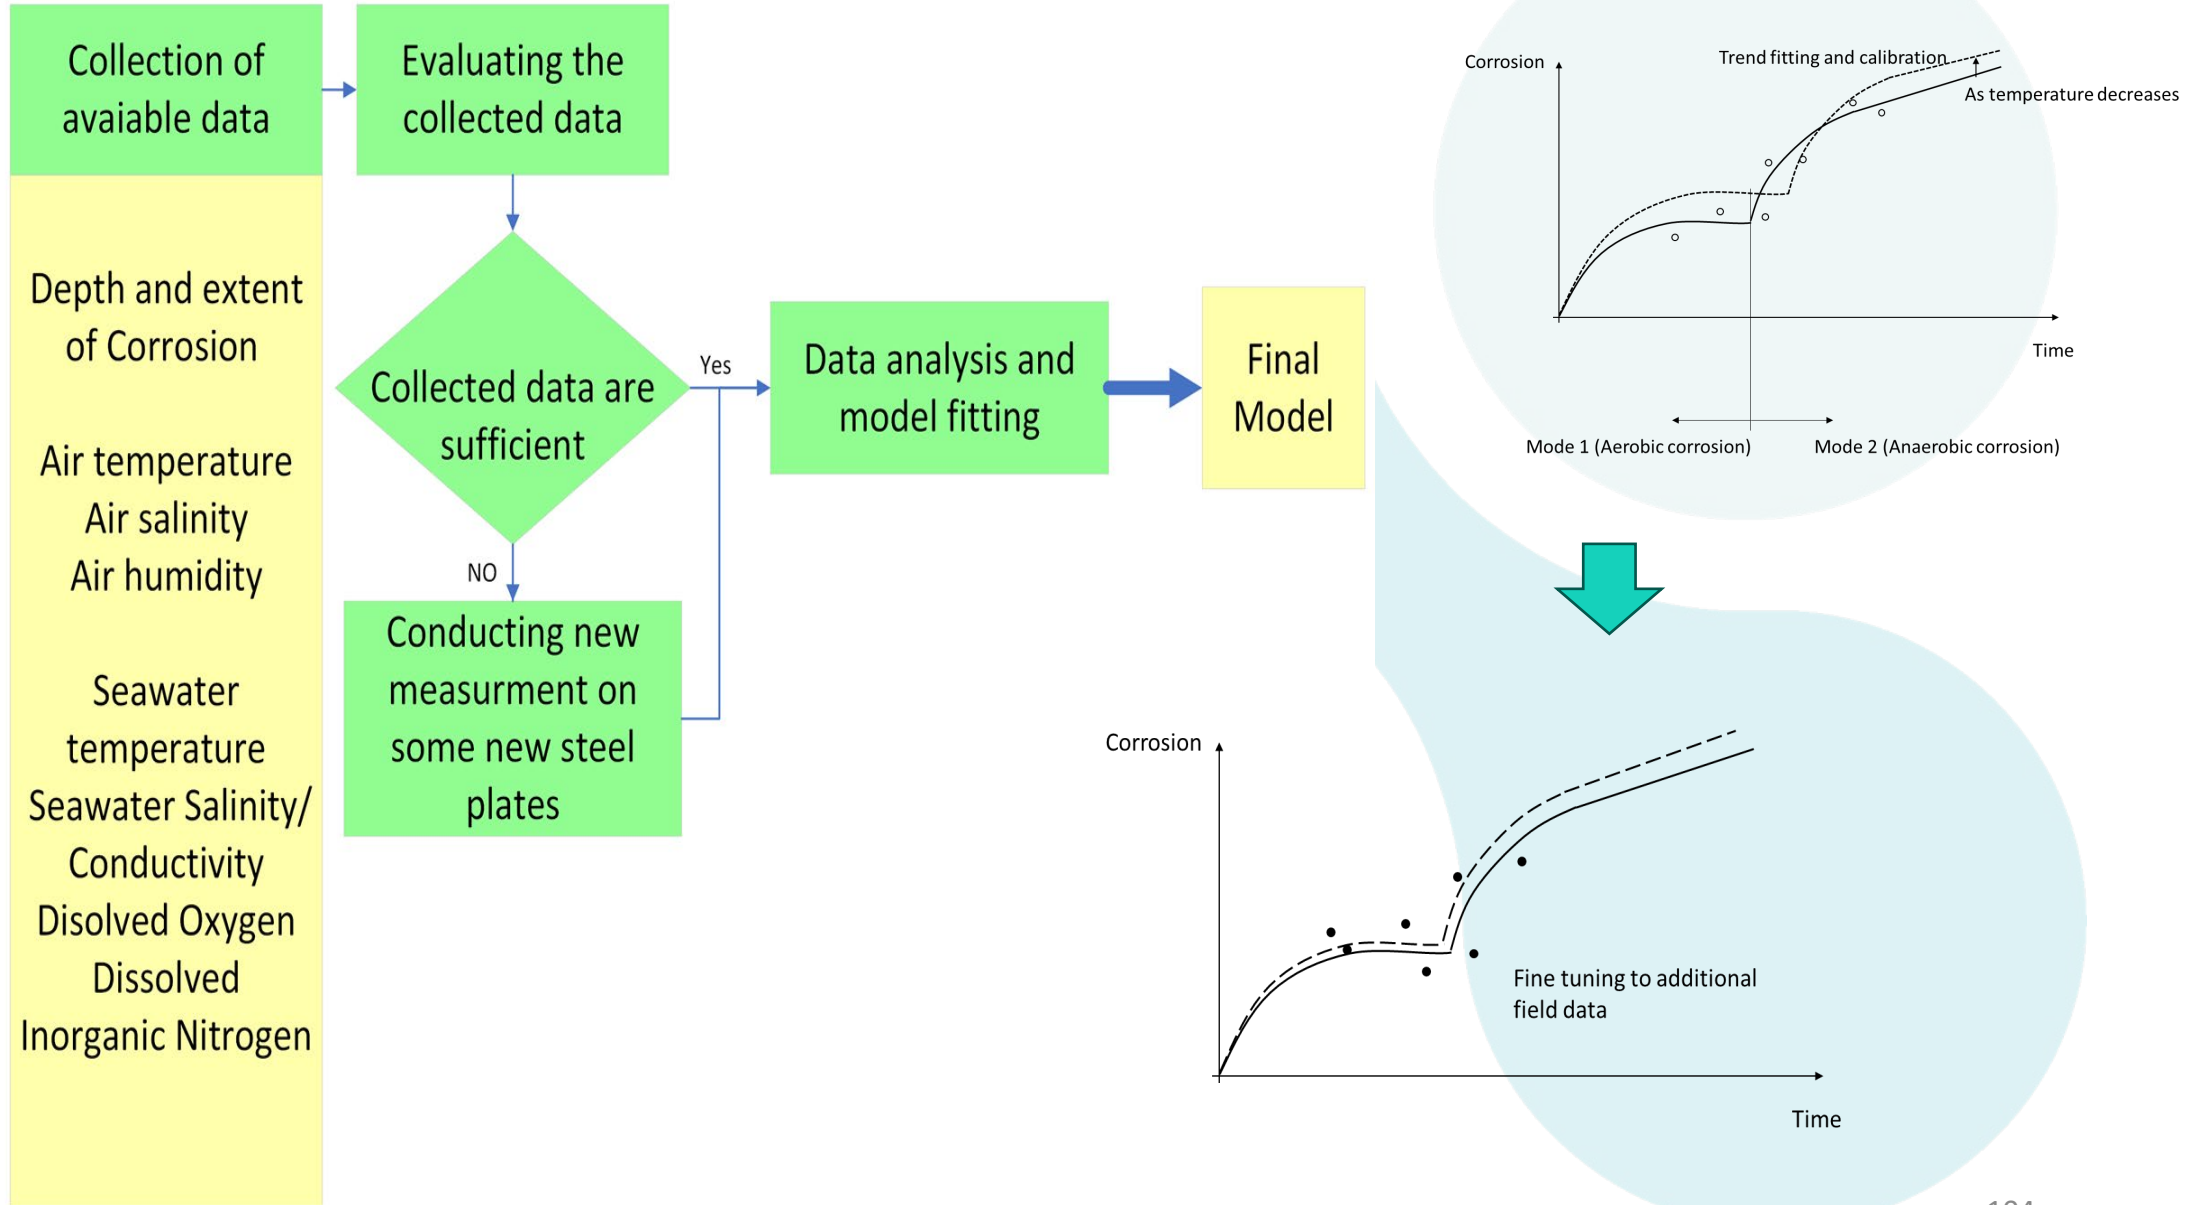 Collection of
avaiable data
Evaluating the
collected data
Depth and extent
of Corrosion
Air temperature
Air salinity
Air humidity
Seawater
temperature
Seawater Salinity/
Conductivity
Disolved Oxygen
Dissolved
Inorganic Nitrogen
Collected data are
sufficient
Yes
NO
Conducting new
measurment on
some new steel
plates
Data analysis and
model fitting
Final
Model
Corrosion
Trend fitting and calibration
As temperature decreases
Time
Mode 1 (Aerobic corrosion)
Mode 2 (Anaerobic corrosion)
Corrosion
Fine tuning to additional
field data
Time